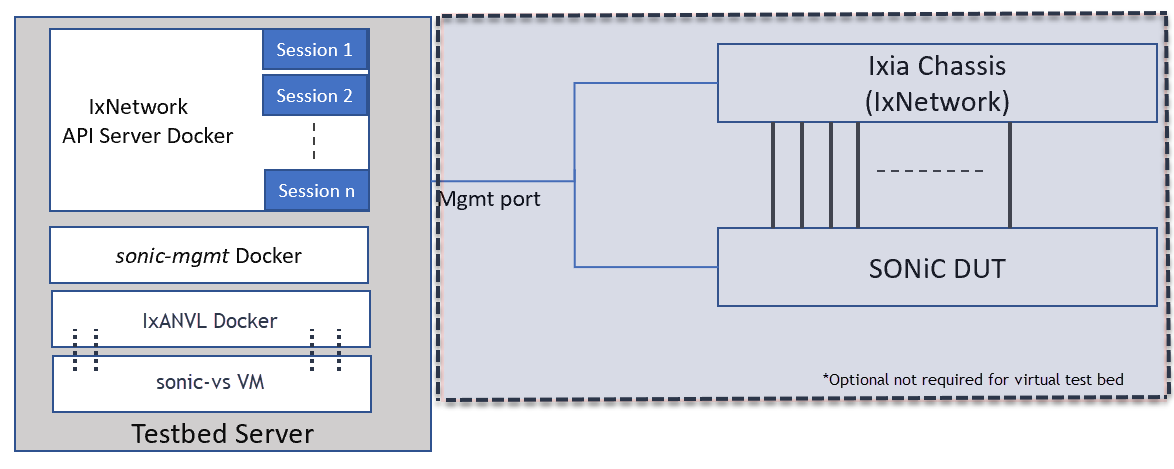 Session 1
Session 2
IxNetwork
API Server Docker
Session n
sonic-mgmt Docker
IxANVL Docker
sonic-vs VM
Testbed Server
Mgmt port
Ixia Chassis
(IxNetwork)
SONiC DUT
*Optional not required for virtual test bed